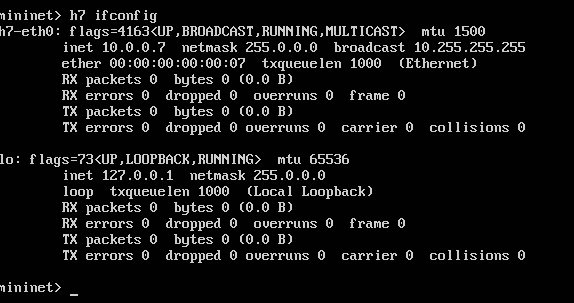 mininet> h7 ifconfig
h7-eth0: flags=4163<UP,BROADCAST,RUNNING,MULTICAST>  mtu 1500
        inet 10.0.0.7  netmask 255.0.0.0  broadcast 10.255.255.255
        ether 00:00:00:00:00:07  txqueuelen 1000  (Ethernet)
        RX packets 0  bytes 0 (0.0 B)
        RX errors 0  dropped 0  overruns 0  frame 0
        TX packets 0  bytes 0 (0.0 B)
        TX errors 0  dropped 0 overruns 0  carrier 0  collisions 0

lo: flags=73<UP,LOOPBACK,RUNNING>  mtu 65536
        inet 127.0.0.1  netmask 255.0.0.0
        loop  txqueuelen 1000  (Local Loopback)
        RX packets 0  bytes 0 (0.0 B)
        RX errors 0  dropped 0  overruns 0  frame 0
        TX packets 0  bytes 0 (0.0 B)
        TX errors 0  dropped 0 overruns 0  carrier 0  collisions 0

mininet> _